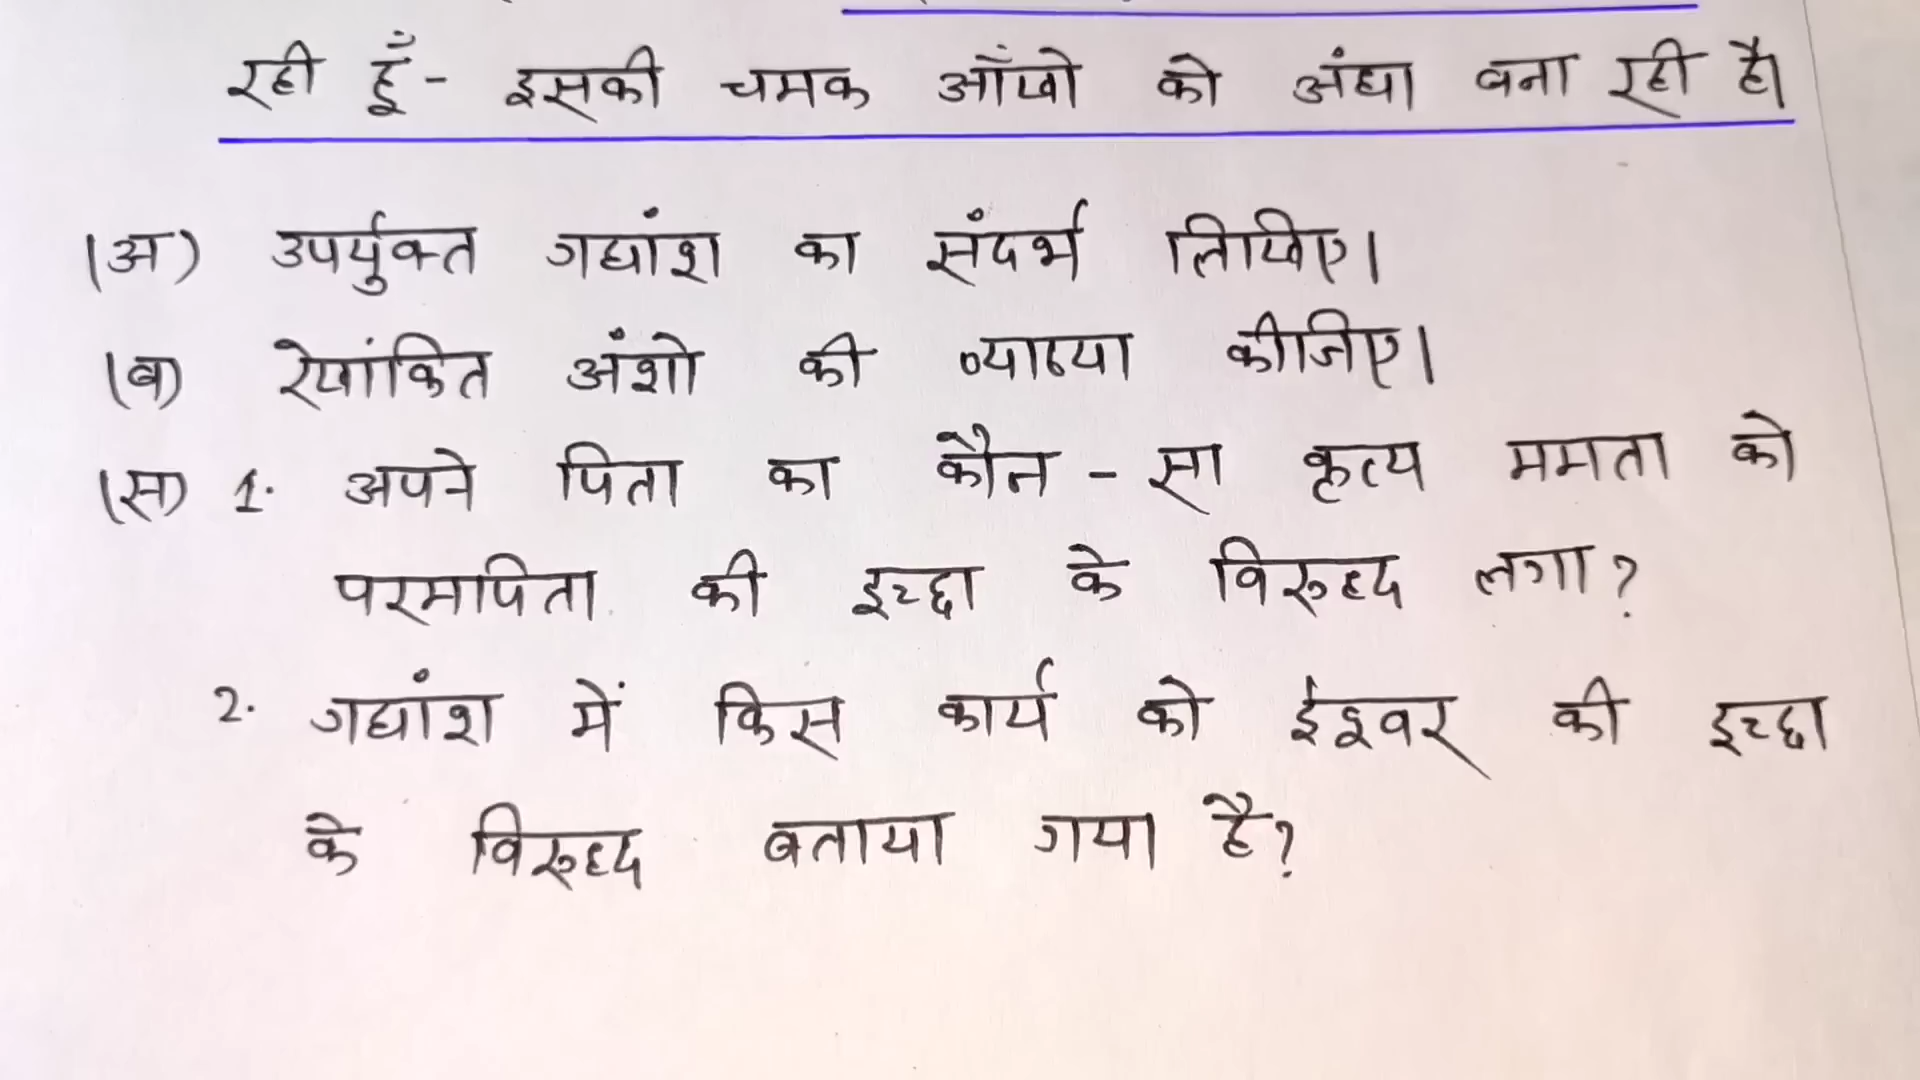 रही हूँ - इसकी चमक आँखो को अंधा बना रही है।
(अ) उपर्युक्त गद्यांश का संदर्भ लिखिए।
(ब) रेखांकित अंशो की व्याख्या कीजिए।
(स) 1. अपने पिता का कौन - सा कृत्य ममता को
परमपिता की इच्छा के विरुद्ध लगा?
2. गद्यांश में किस कार्य को ईश्वर की इच्छा
के विरुद्ध बताया गया है?